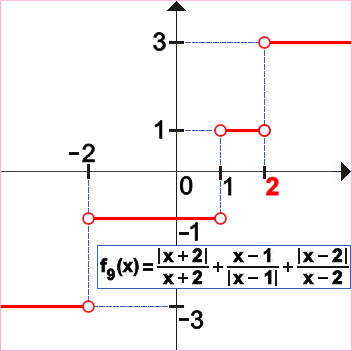 3
1
-2
0 1 2
-1
f₉(x) = |x+2|/(x+2) + (x-1)/|x-1| + |x-2|/(x-2)
-3